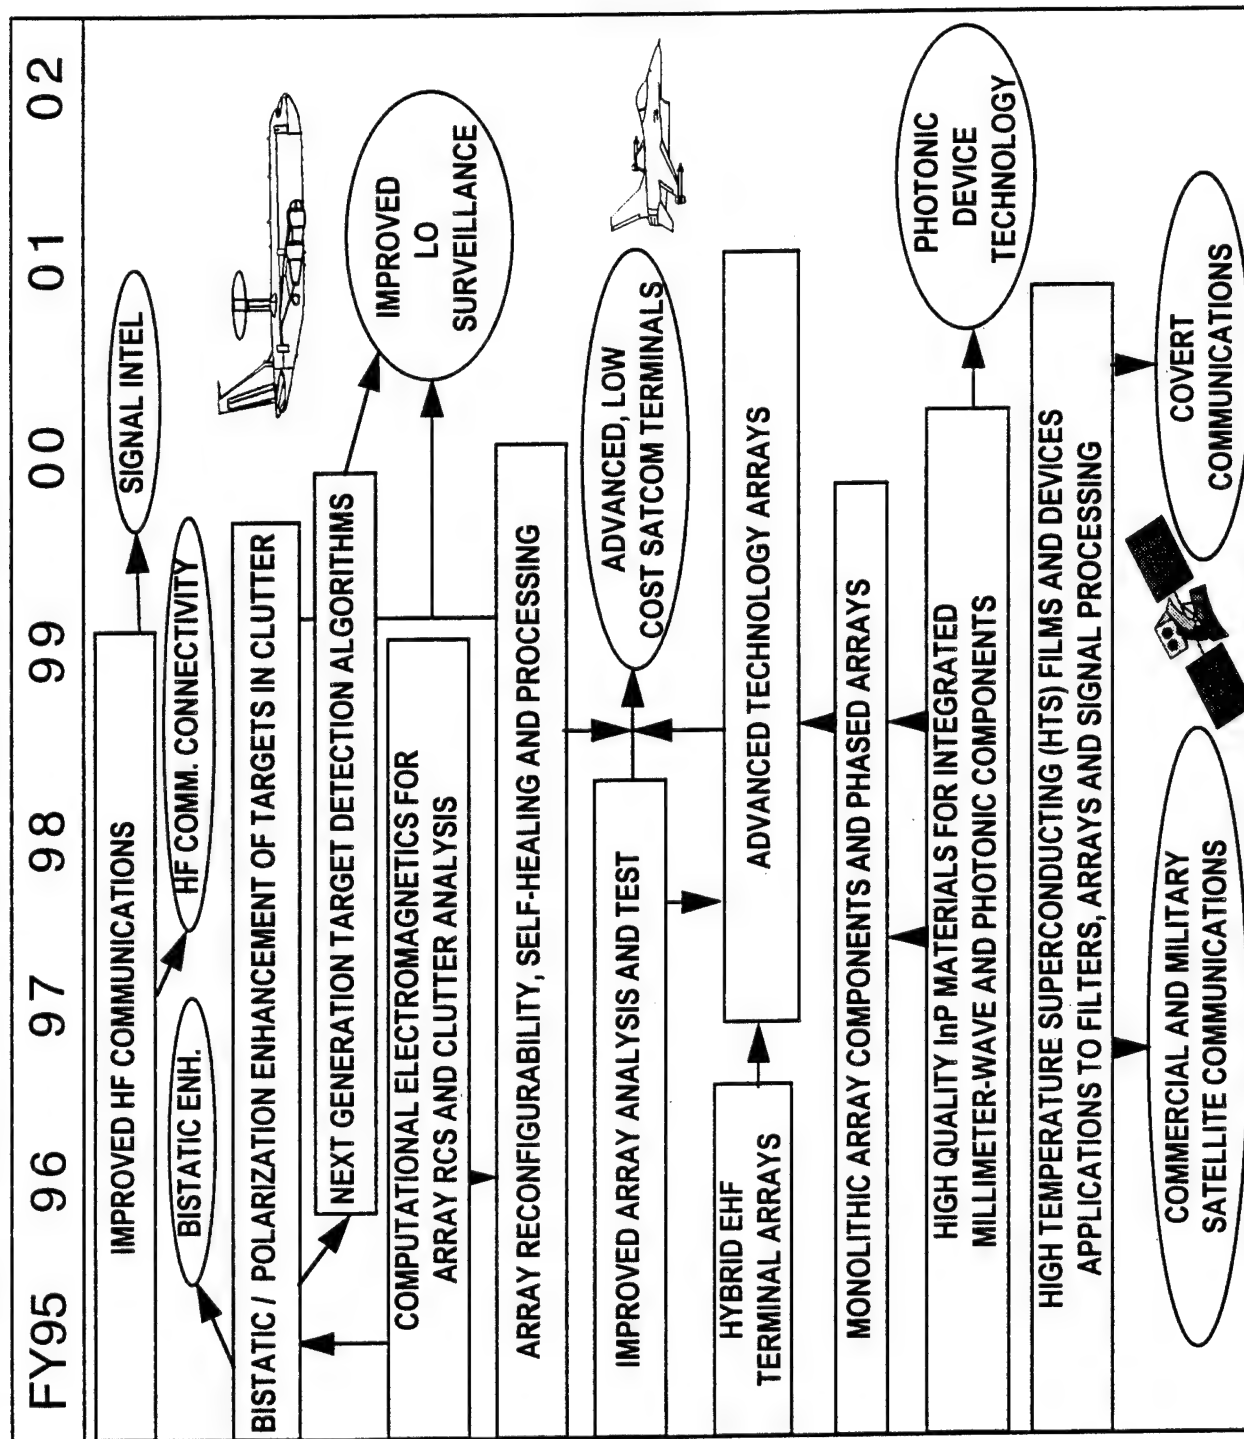 FY95 96 97 98 99 00 01 02
IMPROVED HF COMMUNICATIONS
SIGNAL INTEL
BISTATIC ENH.
HF COMM. CONNECTIVITY
BISTATIC / POLARIZATION ENHANCEMENT OF TARGETS IN CLUTTER
NEXT GENERATION TARGET DETECTION ALGORITHMS
IMPROVED
LO
SURVEILLANCE
COMPUTATIONAL ELECTROMAGNETICS FOR
ARRAY RCS AND CLUTTER ANALYSIS
ARRAY RECONFIGURABILITY, SELF-HEALING AND PROCESSING
IMPROVED ARRAY ANALYSIS AND TEST
ADVANCED, LOW
COST SATCOM TERMINALS
HYBRID EHF
TERMINAL ARRAYS
ADVANCED TECHNOLOGY ARRAYS
MONOLITHIC ARRAY COMPONENTS AND PHASED ARRAYS
HIGH QUALITY InP MATERIALS FOR INTEGRATED
MILLIMETER-WAVE AND PHOTONIC COMPONENTS
PHOTONIC
DEVICE
TECHNOLOGY
HIGH TEMPERATURE SUPERCONDUCTING (HTS) FILMS AND DEVICES
APPLICATIONS TO FILTERS, ARRAYS AND SIGNAL PROCESSING
COMMERCIAL AND MILITARY
SATELLITE COMMUNICATIONS
COVERT
COMMUNICATIONS